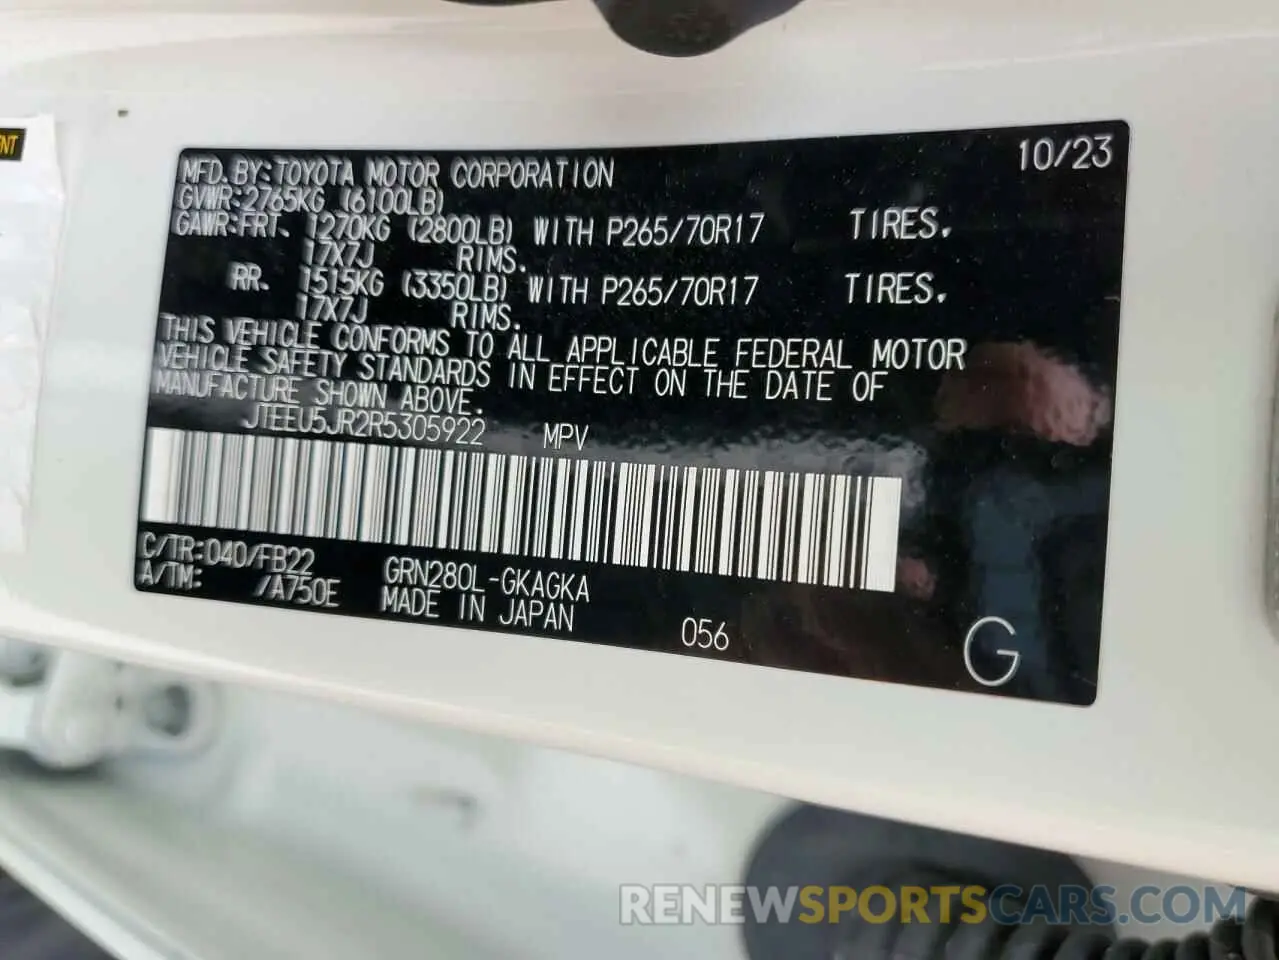 NT
10/23
MFD. BY:TOYOTA MOTOR CORPORATION
GVWR:2765KG (6100LB)
GAWR:FRT. 1270KG (2800LB) WITH P265/70R17 TIRES.
17X7J RIMS.
RR. 1515KG (3350LB) WITH P265/70R17 TIRES.
17X7J RIMS.
THIS VEHICLE CONFORMS TO ALL APPLICABLE FEDERAL MOTOR
VEHICLE SAFETY STANDARDS IN EFFECT ON THE DATE OF
MANUFACTURE SHOWN ABOVE.
JTEEU5JR2R5305922 MPV
C/TR:040/FB22 GRN280L-GKAGKA
A/TM: /A750E MADE IN JAPAN
056 G
RENEWSPORTSCARS.COM